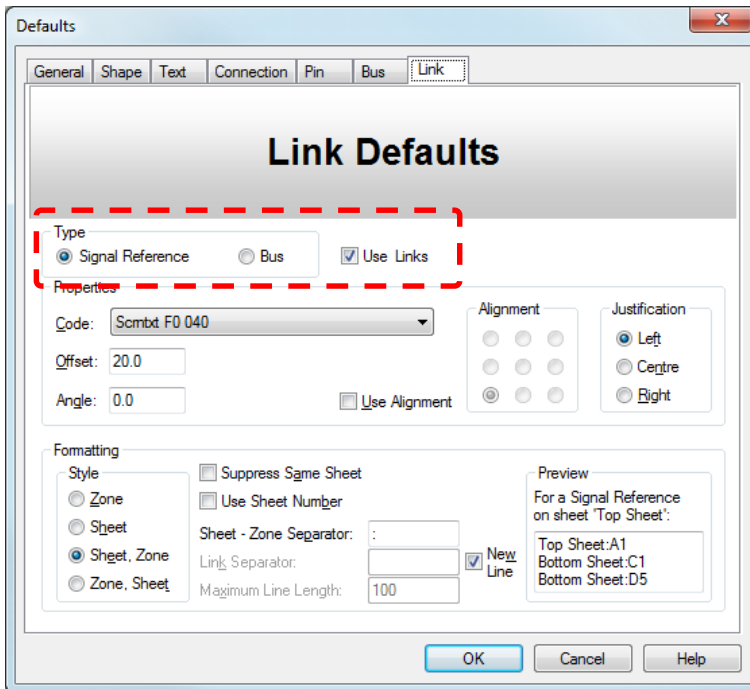 Defaults
General Shape Text Connection Pin Bus Link
Link Defaults
Type
Signal Reference Bus Use Links
Properties
Code: Scmtxt F0 040
Offset: 20.0
Angle: 0.0
Use Alignment
Alignment
Justification
Left
Centre
Right
Formatting
Style
Zone
Sheet
Sheet, Zone
Zone, Sheet
Suppress Same Sheet
Use Sheet Number
Sheet - Zone Separator: :
Link Separator:
Maximum Line Length: 100
New
Line
Preview
For a Signal Reference
on sheet 'Top Sheet':
Top Sheet:A1
Bottom Sheet:C1
Bottom Sheet:D5
OK Cancel Help